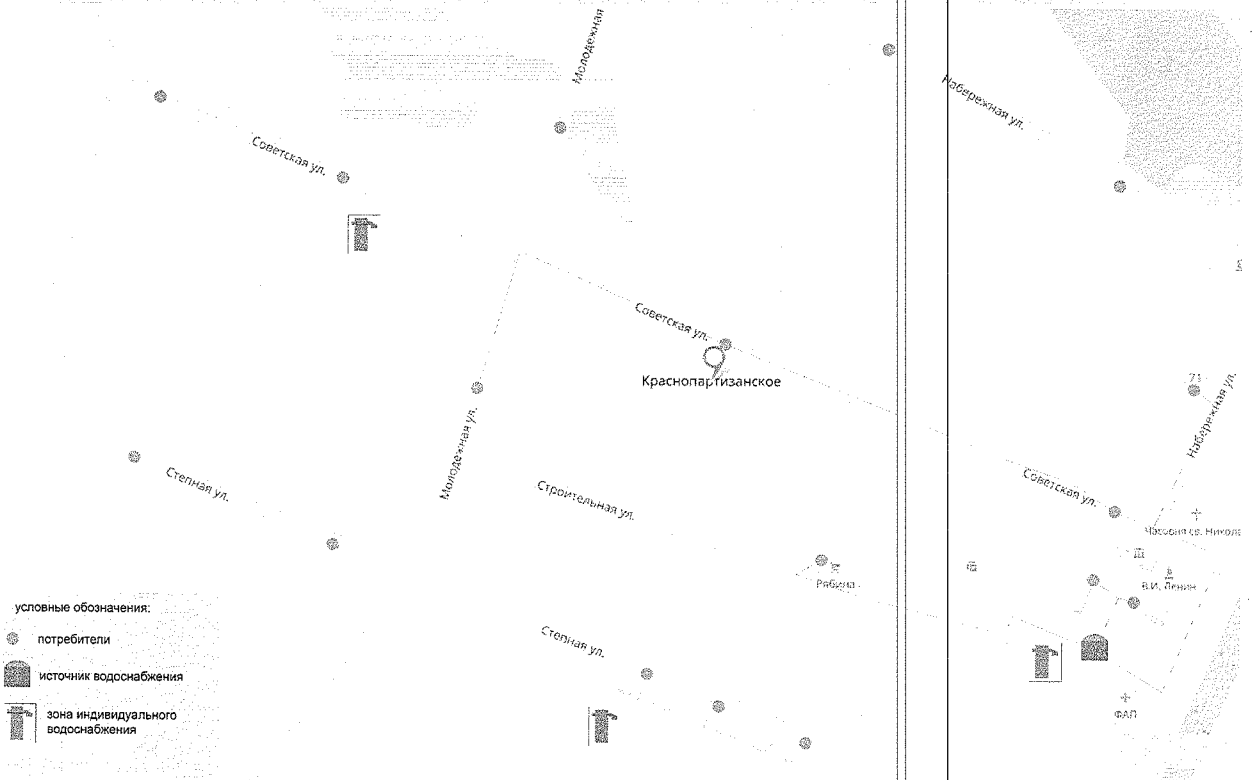 Молодежная
Набережная ул.
Советская ул.
Советская ул.
Краснопартизанское
71
Набережная ул.
Молодежная ул.
Степная ул.
Строительная ул.
Советская ул.
Часовня св. Никола
В.И. Ленин
Рябина
Степная ул.
ФАП
условные обозначения:
потребители
источник водоснабжения
зона индивидуального
водоснабжения